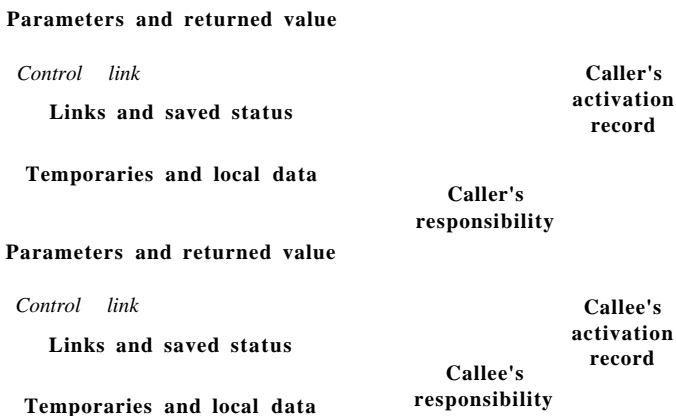 Parameters and returned value
Control link
Links and saved status
Temporaries and local data
Caller's
activation
record
Caller's
responsibility
Parameters and returned value
Control link
Links and saved status
Temporaries and local data
Callee's
activation
record
Callee's
responsibility